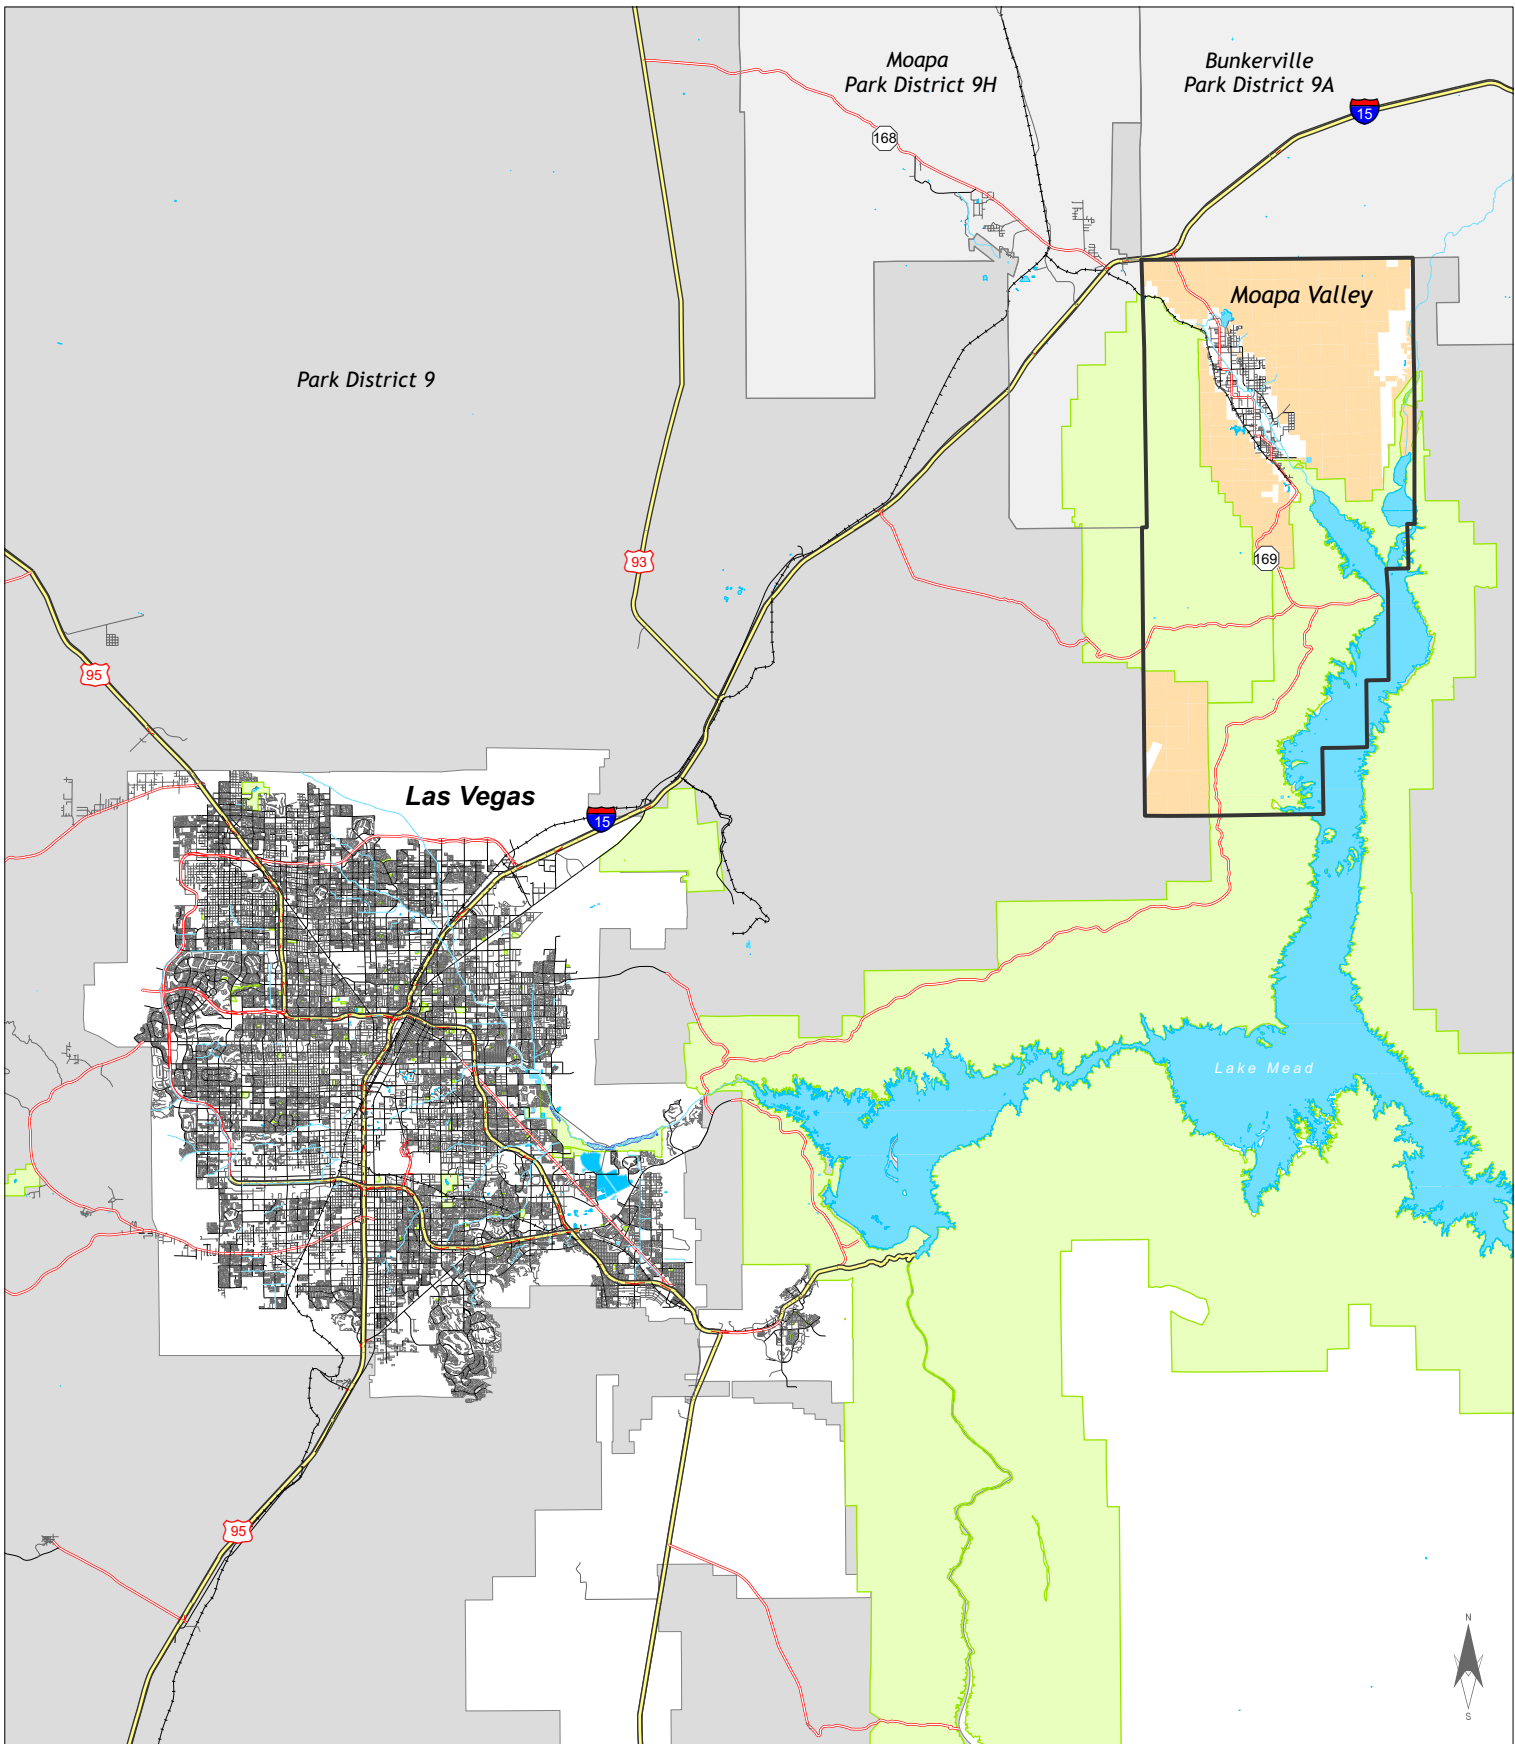 Moapa
Park District 9H
Bunkerville
Park District 9A
15
168
Moapa Valley
Park District 9
93
169
95
Las Vegas
15
Lake Mead
95
N
S